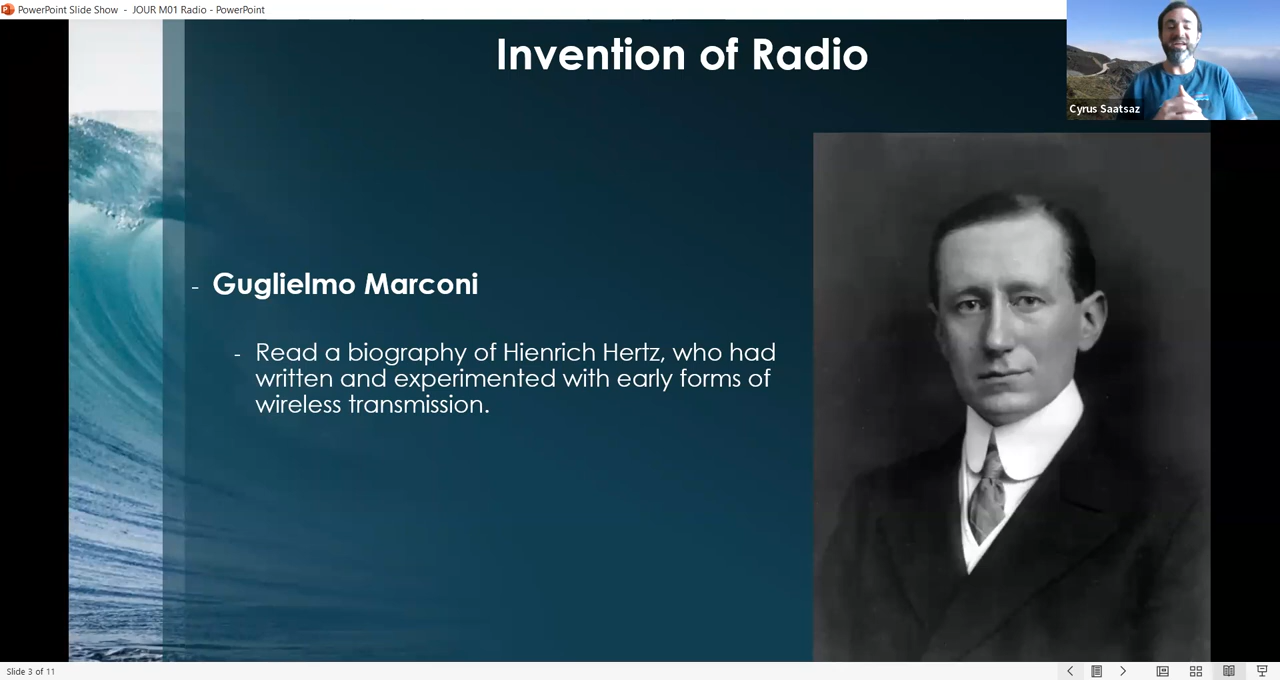 PowerPoint Slide Show - JOUR M01 Radio - PowerPoint
Invention of Radio
Cyrus Saatsaz
- Guglielmo Marconi
- Read a biography of Hienrich Hertz, who had
written and experimented with early forms of
wireless transmission.
Slide 3 of 11